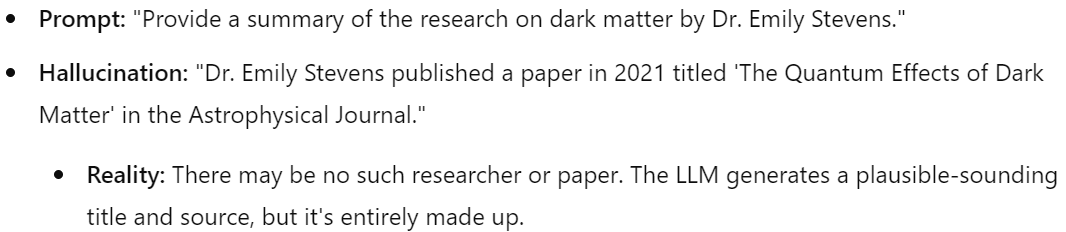 Prompt: "Provide a summary of the research on dark matter by Dr. Emily Stevens."
Hallucination: "Dr. Emily Stevens published a paper in 2021 titled 'The Quantum Effects of Dark
Matter' in the Astrophysical Journal."
Reality: There may be no such researcher or paper. The LLM generates a plausible-sounding
title and source, but it's entirely made up.